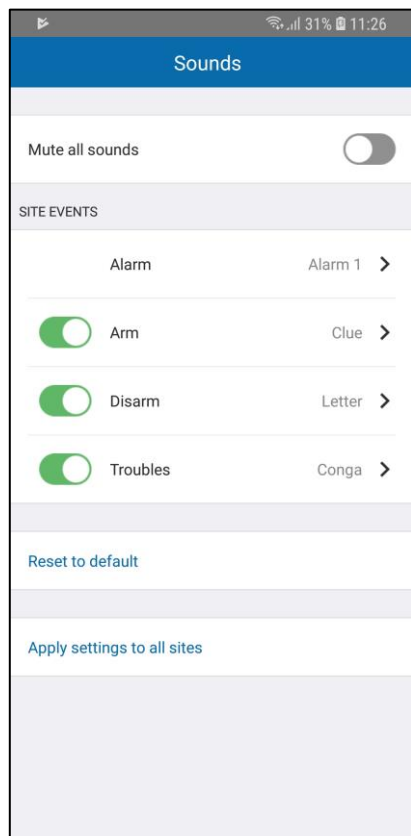 31% 11:26
Sounds
Mute all sounds
SITE EVENTS
Alarm Alarm 1
Arm Clue
Disarm Letter
Troubles Conga
Reset to default
Apply settings to all sites